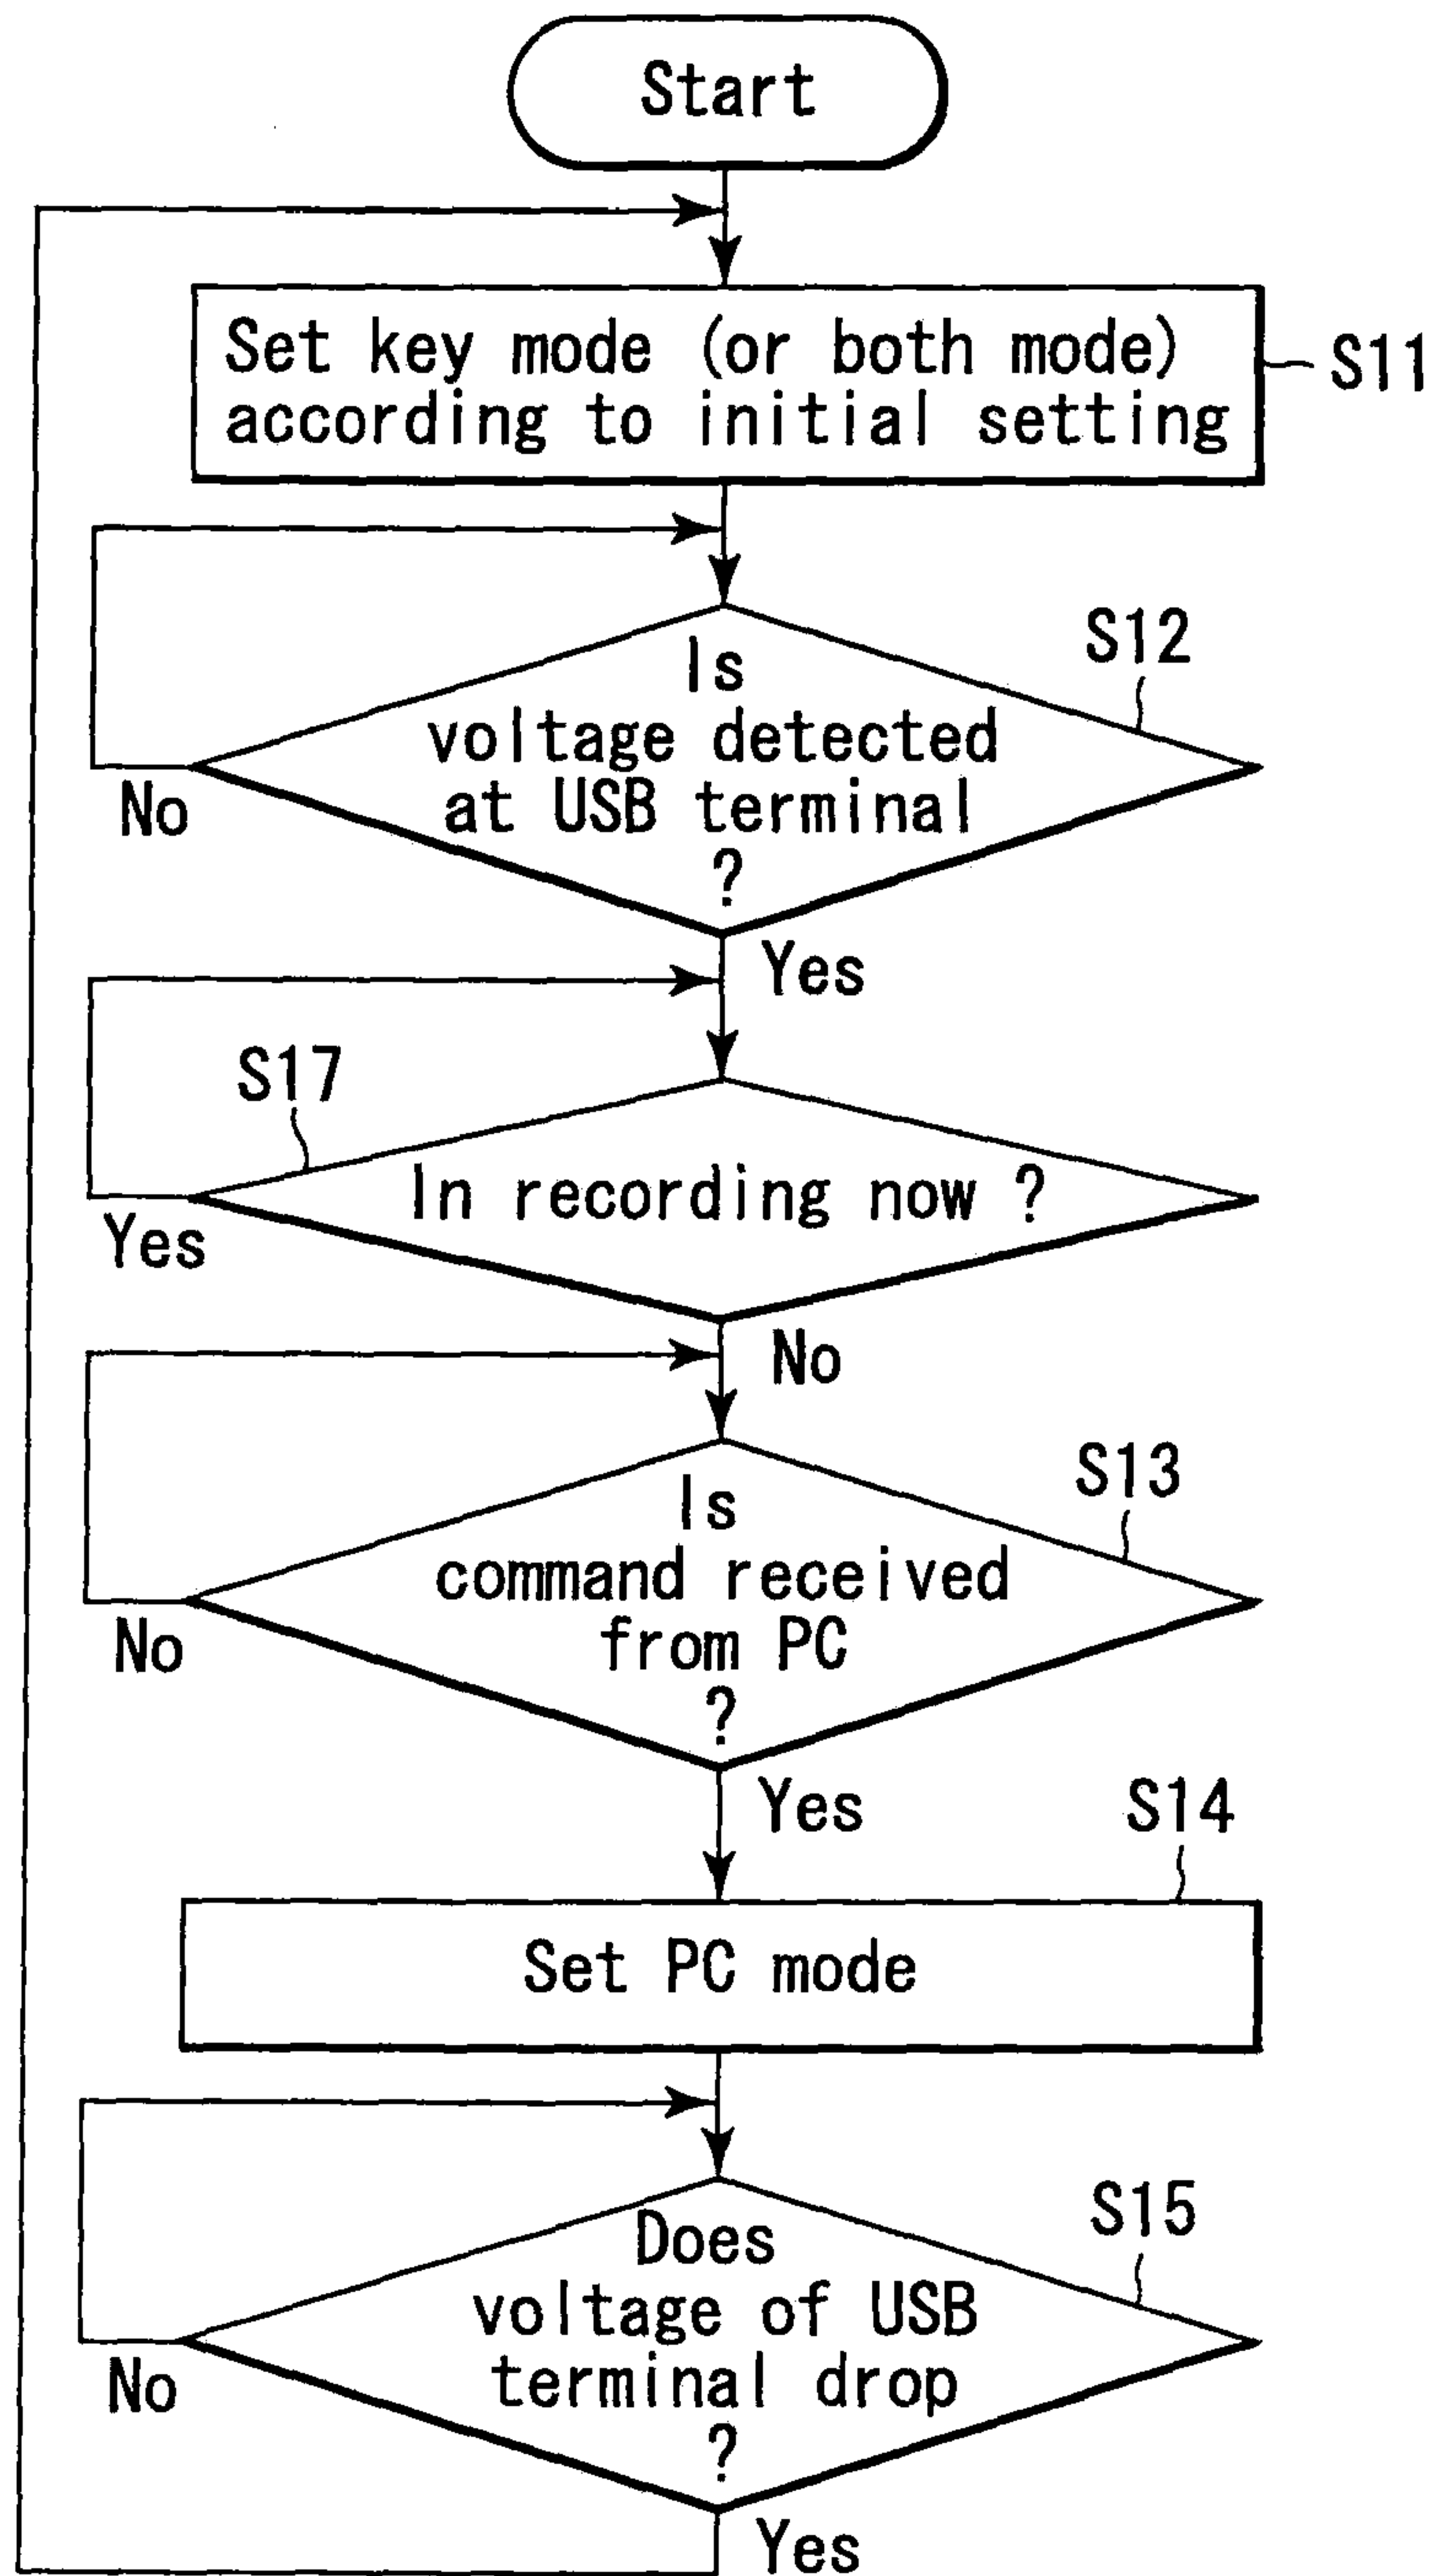 Start
Set key mode (or both mode)
according to initial setting
S11
S12
Is
voltage detected
at USB terminal
?
No
Yes
S17
In recording now ?
Yes
No
S13
Is
command received
from PC
?
No
Yes
S14
Set PC mode
S15
Does
voltage of USB
terminal drop
?
No
Yes